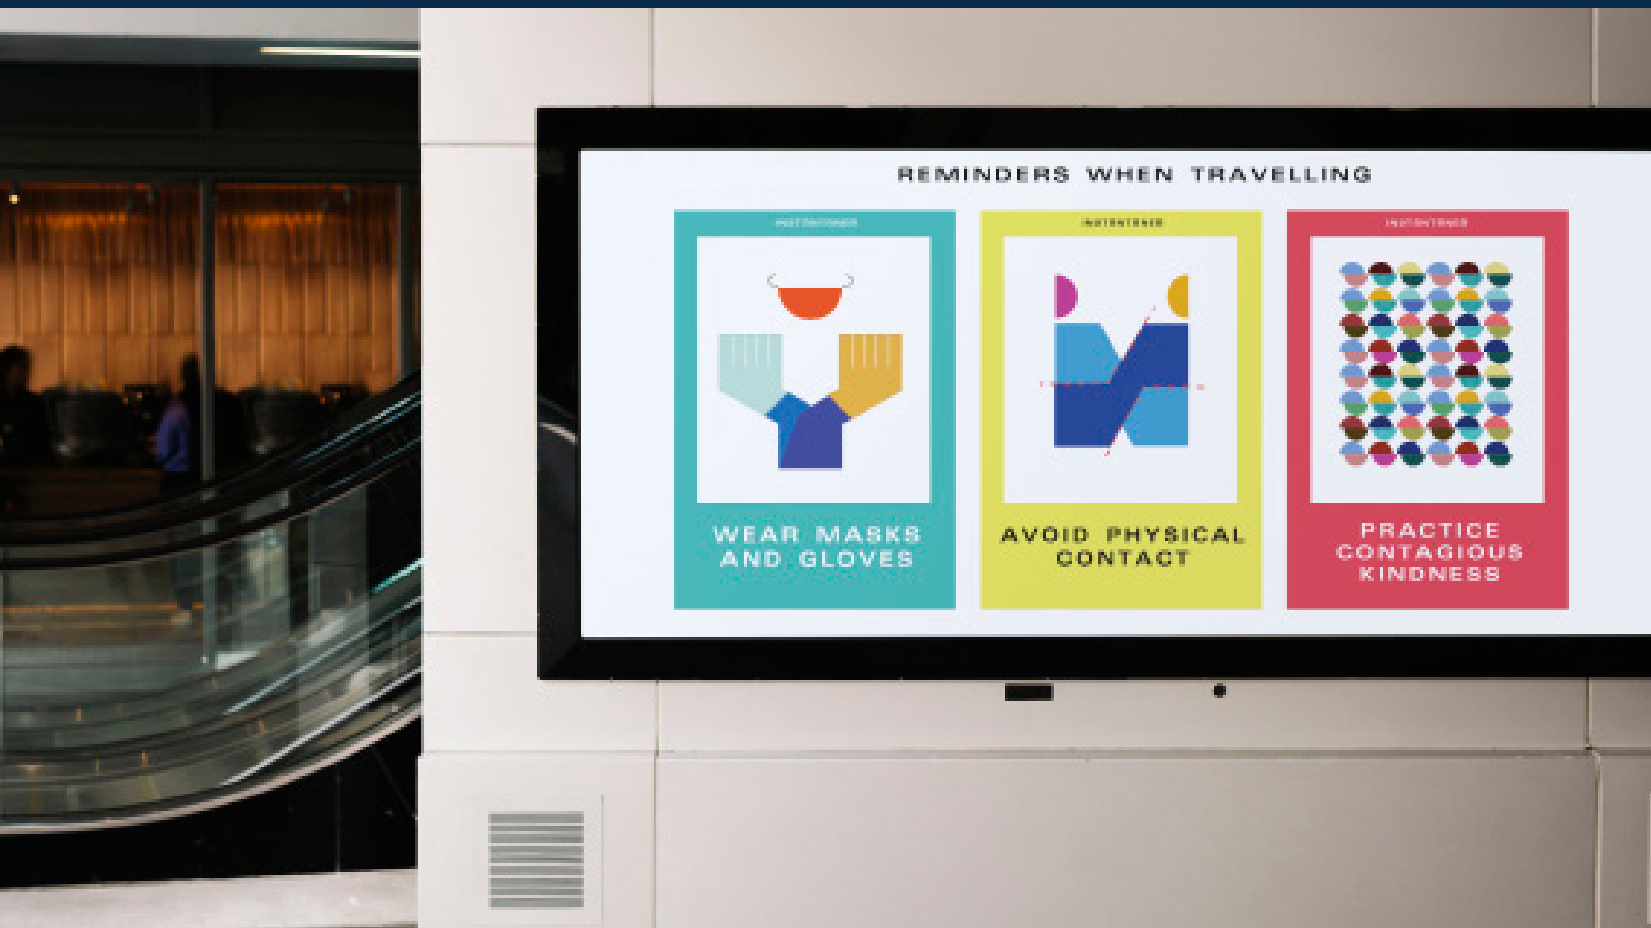 REMINDERS WHEN TRAVELLING
WEAR MASKS
AND GLOVES
AVOID PHYSICAL
CONTACT
PRACTICE
CONTAGIOUS
KINDNESS